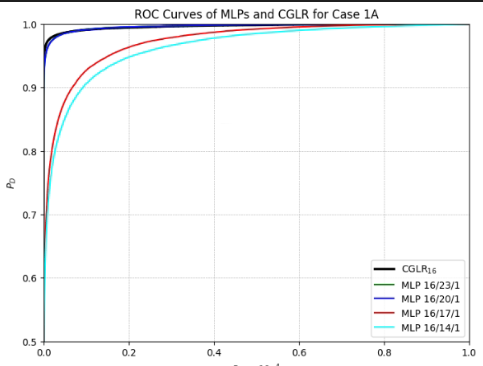 ROC Curves of MLPs and CGLR for Case 1A
1.0
0.9
0.8
0.7
0.6
0.5
P_D
0.0 0.2 0.4 0.6 0.8 1.0
CGLR₁₆
MLP 16/23/1
MLP 16/20/1
MLP 16/17/1
MLP 16/14/1